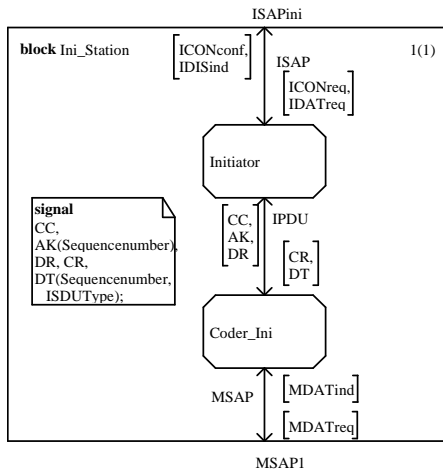 ISAPini
block Ini_Station
1(1)
[ICONconf,
IDISind]
ISAP
[ICONreq,
IDATreq]
Initiator
signal
CC,
AK(Sequencenumber),
DR, CR,
DT(Sequencenumber,
ISDUType);
[CC,
AK,
DR]
IPDU
[CR,
DT]
Coder_Ini
MSAP
[MDATind]
[MDATreq]
MSAP1